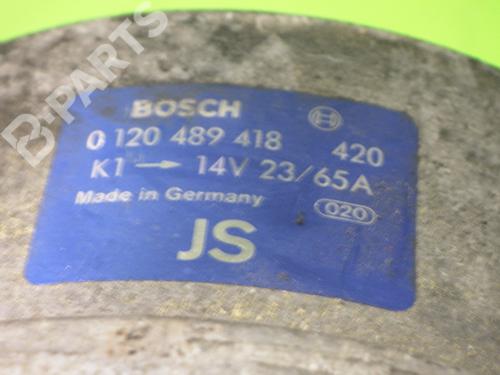 B-PARTS
BOSCH
0 120 489 418 420
K1 → 14V 23/65A
Made in Germany 020
JS